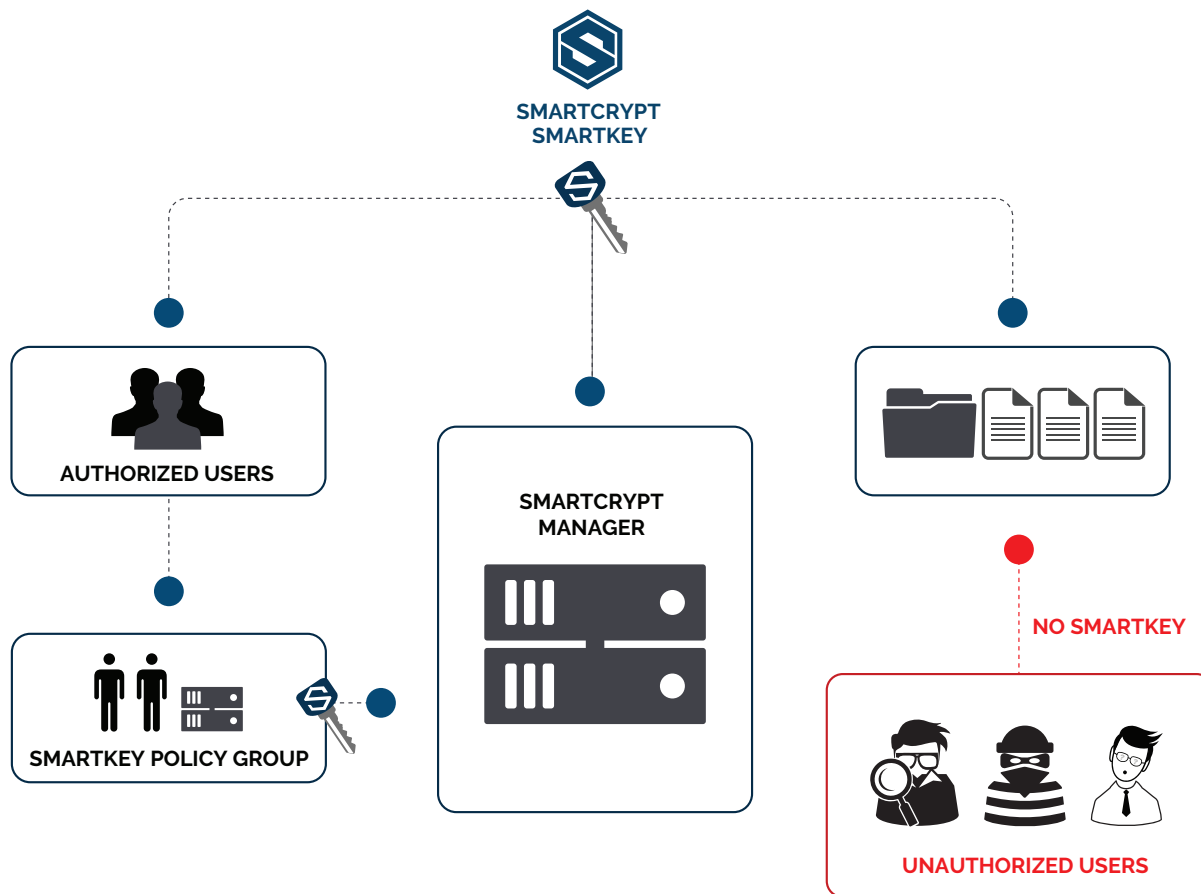 SMARTCRYPT
SMARTKEY
AUTHORIZED USERS
SMARTCRYPT
MANAGER
NO SMARTKEY
SMARTKEY POLICY GROUP
UNAUTHORIZED USERS